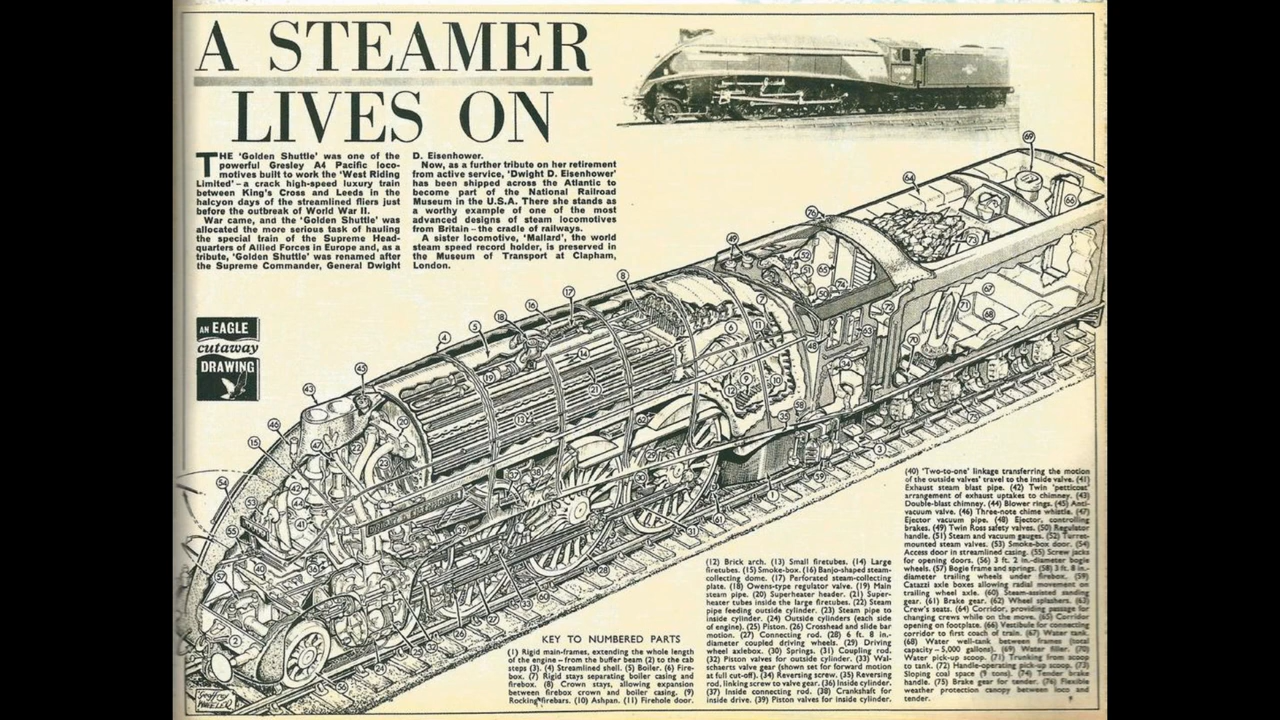 A STEAMER
LIVES ON
THE 'Golden Shuttle' was one of the
powerful Gresley A4 Pacific loco-
motives built to work the 'West Riding
Limited' – a crack high-speed luxury train
between King's Cross and Leeds in the
halcyon days of the streamlined fliers just
before the outbreak of World War II.
War came, and the 'Golden Shuttle' was
allocated the more serious task of hauling
the special train of the Supreme Head-
quarters of Allied Forces in Europe and, as a
tribute, 'Golden Shuttle' was renamed after
the Supreme Commander, General Dwight
D. Eisenhower.
Now, as a further tribute on her retirement
from active service, 'Dwight D. Eisenhower'
has been shipped across the Atlantic to
become part of the National Railroad
Museum in the U.S.A. There she stands as
a worthy example of one of the most
advanced designs of steam locomotives
from Britain – the cradle of railways.
A sister locomotive, 'Mallard', the world
steam speed record holder, is preserved in
the Museum of Transport at Clapham,
London.
AN EAGLE
cutaway
DRAWING
KEY TO NUMBERED PARTS
(1) Rigid main-frames, extending the whole length
of the engine – from the buffer beam (2) to the cab
steps (3). (4) Streamlined shell. (5) Boiler. (6) Fire-
box. (7) Rigid stays separating boiler casing and
firebox. (8) Crown stays, allowing expansion
between firebox crown and boiler casing. (9)
Rocking firebars. (10) Ashpan. (11) Firehole door.
(12) Brick arch. (13) Small firetubes. (14) Large
firetubes. (15) Smoke-box. (16) Banjo-shaped steam-
collecting dome. (17) Perforated steam-collecting
plate. (18) Owens-type regulator valve. (19) Main
steam pipe. (20) Superheater header. (21) Super-
heater tubes inside the large firetubes. (22) Steam
pipe feeding outside cylinder. (23) Steam pipe to
inside cylinder. (24) Outside cylinders (each side
of engine). (25) Piston. (26) Crosshead and slide bar
motion. (27) Connecting rod. (28) 6 ft. 8 in.-
diameter coupled driving wheels. (29) Driving
wheel axlebox. (30) Springs. (31) Coupling rod.
(32) Piston valves for outside cylinder. (33) Wal-
schaerts valve gear (shown set for forward motion
at full cut-off). (34) Reversing screw. (35) Reversing
rod, linking screw to valve gear. (36) Inside cylinder.
(37) Inside connecting rod. (38) Crankshaft for
inside drive. (39) Piston valves for inside cylinder.
(40) 'Two-to-one' linkage transferring the motion
of the outside valves' travel to the inside valve. (41)
Exhaust steam blast pipe. (42) Twin 'petticoat'
arrangement of exhaust uptakes to chimney. (43)
Double-blast chimney. (44) Blower rings. (45) Anti-
vacuum valve. (46) Three-note chime whistle. (47)
Ejector vacuum pipe. (48) Ejector, controlling
brakes. (49) Twin Ross safety valves. (50) Regulator
handle. (51) Steam and vacuum gauges. (52) Turret-
mounted steam valves. (53) Smoke-box door. (54)
Access door in streamlined casing. (55) Screw jacks
for opening doors. (56) 3 ft. 2 in.-diameter bogie
wheels. (57) Bogie frame and springs. (58) 3 ft. 8 in.-
diameter trailing wheels under firebox. (59)
Catazzi axle boxes allowing radial movement on
trailing wheel axle. (60) Steam-assisted sanding
gear. (61) Brake gear. (62) Wheel splashers. (63)
Crew's seats. (64) Corridor, providing passage for
changing crews while on the move. (65) Corridor
opening on footplate. (66) Vestibule for connecting
corridor to first coach of train. (67) Water tank.
(68) Water well-tank between frames (total
capacity – 5,000 gallons). (69) Water filler. (70)
Water pick-up scoop. (71) Trunking from scoop
to tank. (72) Handle-operating pick-up scoop. (73)
Sloping coal space (9 tons). (74) Tender brake
handle. (75) Brake gear for tender. (76) Flexible
weather protection canopy between loco and
tender.